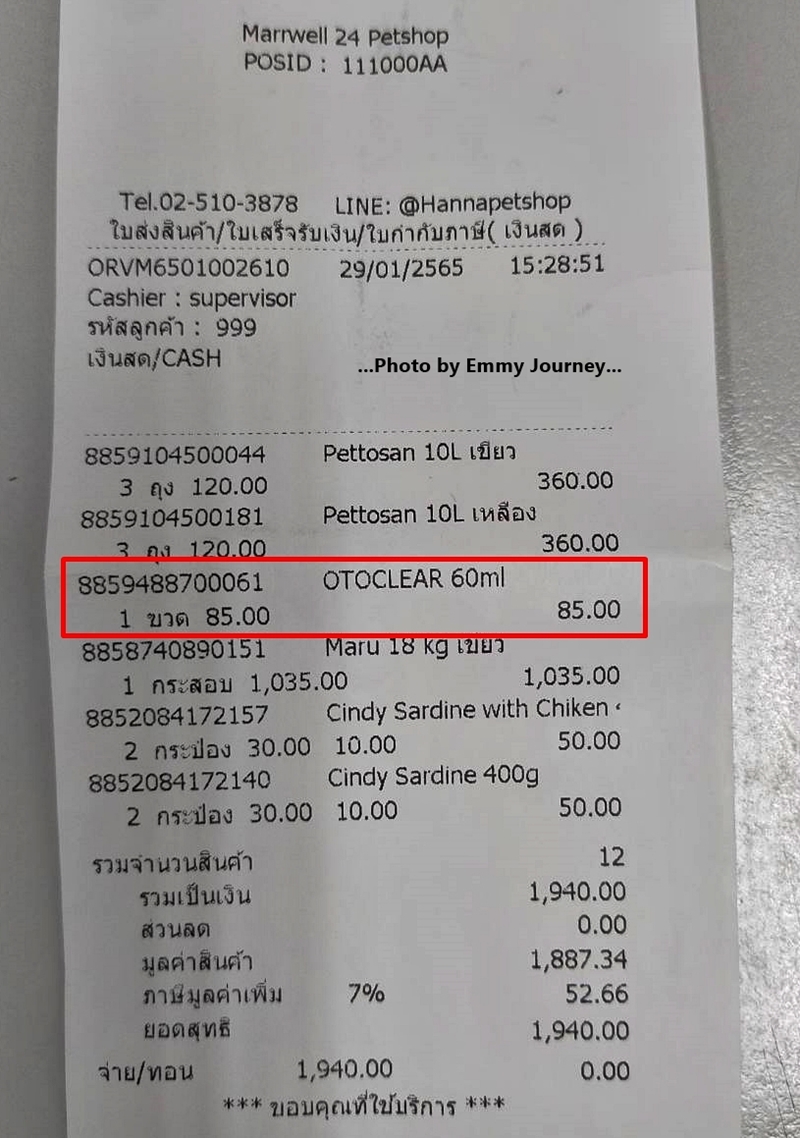 Marrwell 24 Petshop
POSID : 111000AA
Tel.02-510-3878 LINE: @Hannapetshop
ใบส่งสินค้า/ใบเสร็จรับเงิน/ใบกำกับภาษี( เงินสด )
ORVM6501002610 29/01/2565 15:28:51
Cashier : supervisor
รหัสลูกค้า : 999
เงินสด/CASH
...Photo by Emmy Journey...
8859104500044 Pettosan 10L เขียว
3 ถุง 120.00 360.00
8859104500181 Pettosan 10L เหลือง
3 ถุง 120.00 360.00
8859488700061 OTOCLEAR 60ml
1 ขวด 85.00 85.00
8858740890151 Maru 18 kg เขียว
1 กระสอบ 1,035.00 1,035.00
8852084172157 Cindy Sardine with Chiken
2 กระป๋อง 30.00 10.00 50.00
8852084172140 Cindy Sardine 400g
2 กระป๋อง 30.00 10.00 50.00
รวมจำนวนสินค้า 12
รวมเป็นเงิน 1,940.00
ส่วนลด 0.00
มูลค่าสินค้า 1,887.34
ภาษีมูลค่าเพิ่ม 7% 52.66
ยอดสุทธิ 1,940.00
จ่าย/ทอน 1,940.00 0.00
*** ขอบคุณที่ใช้บริการ ***